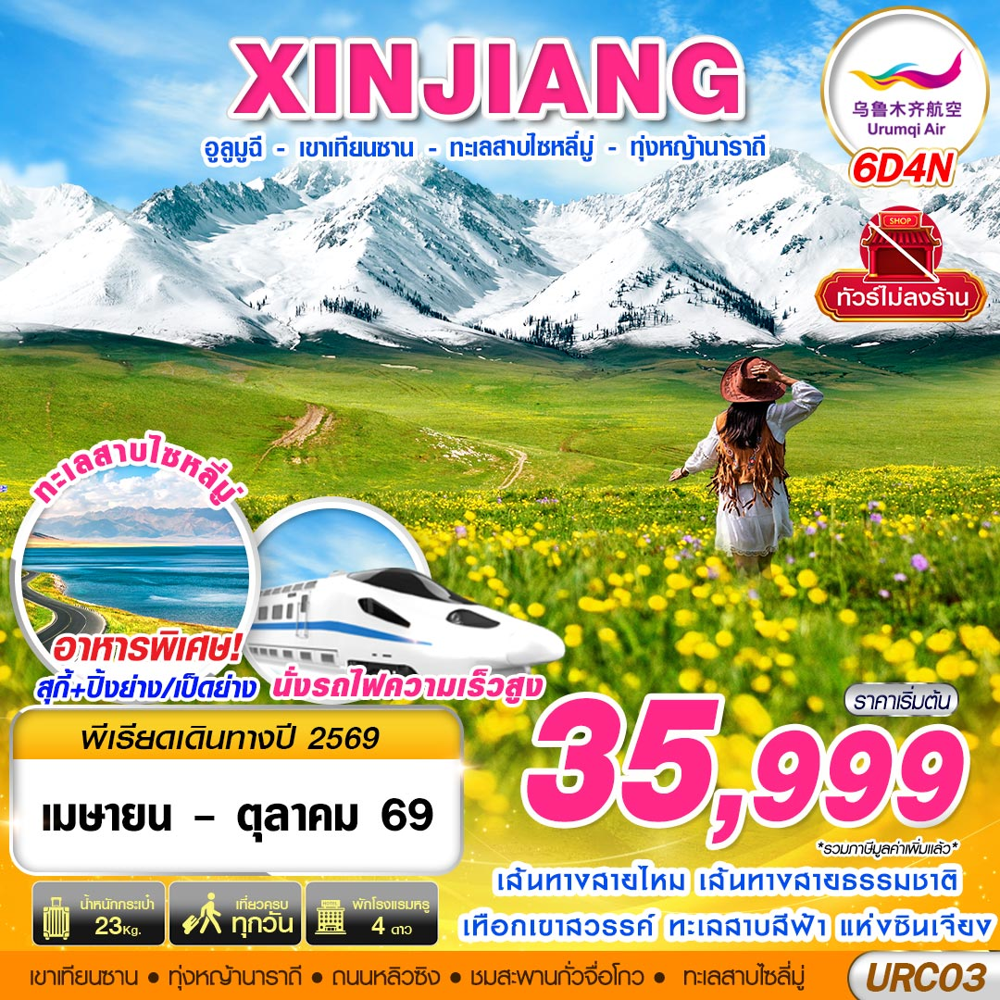 XINJIANG
อูลูมูฉี - เขาเทียนซาน - ทะเลสาปไซหลี่มู่ - ทุ่งหญ้านาราถี
乌鲁木齐航空
Urumqi Air
6D4N
SHOP
ทัวร์ไม่ลงร้าน
ทะเลสาบไซหลี่มู่
อาหารพิเศษ!
สุกี้+ปิ้งย่าง/เป็ดย่าง
นั่งรถไฟความเร็วสูง
พีเรียดเดินทางปี 2569
เมษายน - ตุลาคม 69
ราคาเริ่มต้น
35,999
*รวมภาษีมูลค่าเพิ่มแล้ว*
เส้นทางสายไหม เส้นทางสายธรรมชาติ
เทือกเขาสวรรค์ ทะเลสาบสีฟ้า แห่งซินเจียง
น้ำหนักกระเป๋า
23Kg.
เที่ยวครบ
ทุกวัน
HOTEL
พักโรงแรมหรู
4 ดาว
เขาเทียนซาน • ทุ่งหญ้านาราถี • ถนนหลิวซิง • ชมสะพานกั่วจื่อโกว • ทะเลสาบไซลี่มู่
URC03